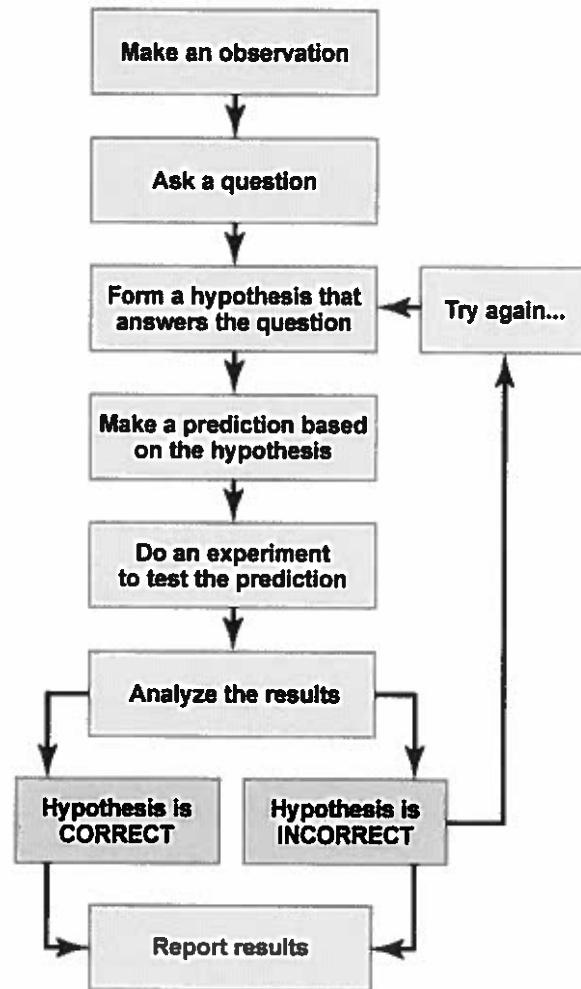 Make an observation
Ask a question
Form a hypothesis that
answers the question
Try again...
Make a prediction based
on the hypothesis
Do an experiment
to test the prediction
Analyze the results
Hypothesis is
CORRECT
Hypothesis is
INCORRECT
Report results